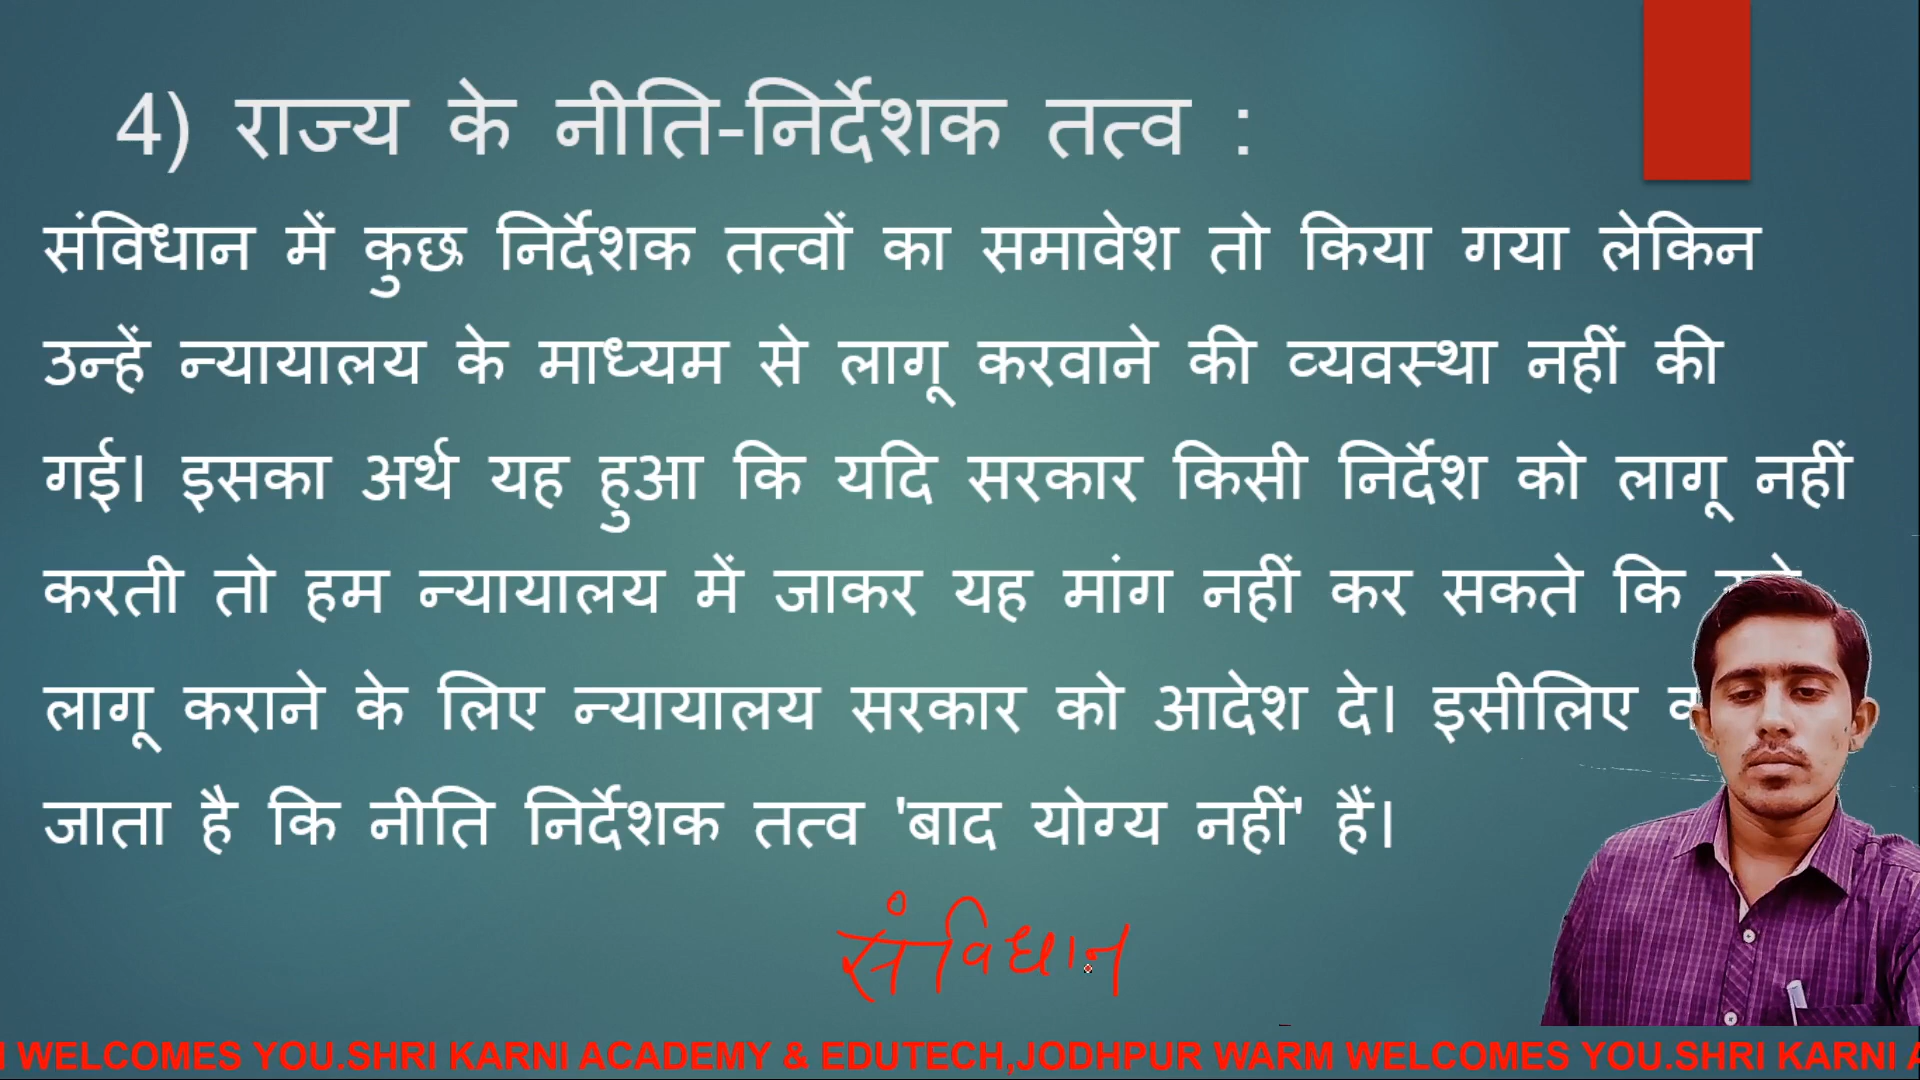 4) राज्य के नीति-निर्देशक तत्व :
संविधान में कुछ निर्देशक तत्वों का समावेश तो किया गया लेकिन
उन्हें न्यायालय के माध्यम से लागू करवाने की व्यवस्था नहीं की
गई। इसका अर्थ यह हुआ कि यदि सरकार किसी निर्देश को लागू नहीं
करती तो हम न्यायालय में जाकर यह मांग नहीं कर सकते कि
लागू कराने के लिए न्यायालय सरकार को आदेश दे। इसीलिए
जाता है कि नीति निर्देशक तत्व 'बाद योग्य नहीं' हैं।
संविधान
WELCOMES YOU.SHRI KARNI ACADEMY & EDUTECH,JODHPUR WARM WELCOMES YOU.SHRI KARNI